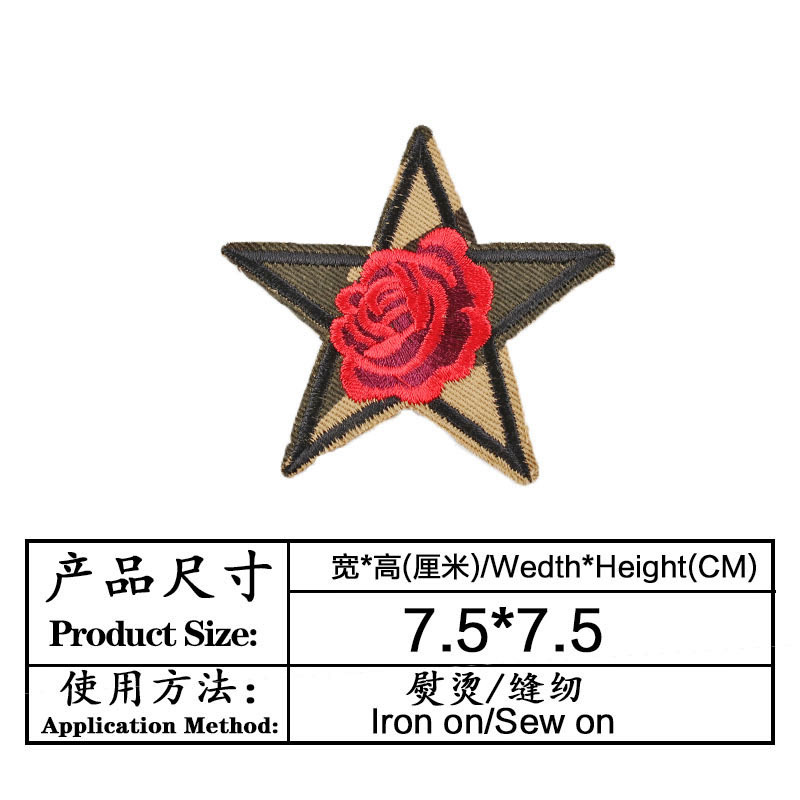 产品尺寸
Product Size:
宽*高(厘米)/Wedth*Height(CM)
7.5*7.5
使用方法：
Application Method:
熨烫/缝纫
Iron on/Sew on